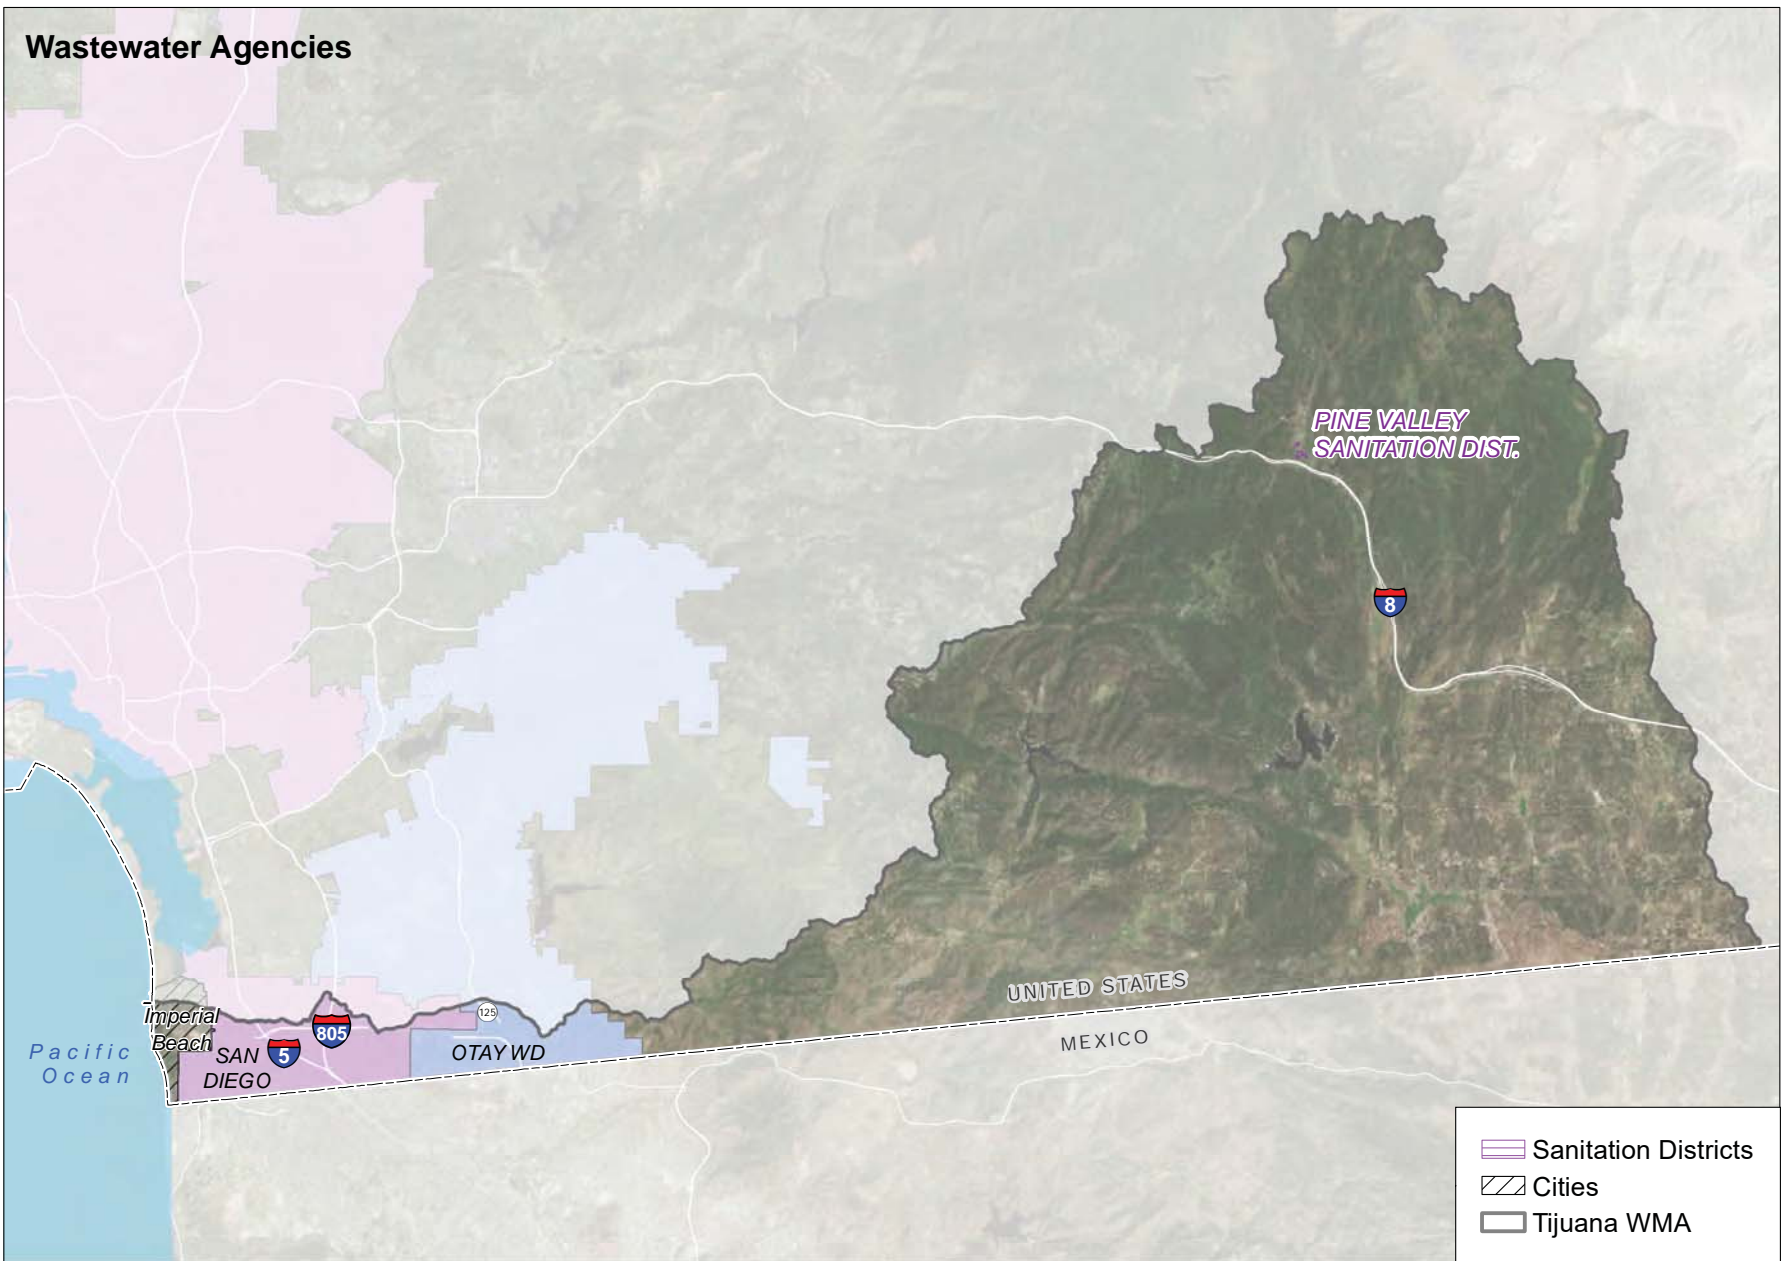 Wastewater Agencies
PINE VALLEY
SANITATION DIST.
8
UNITED STATES
MEXICO
125
Imperial
Beach
805
5
SAN
DIEGO
OTAY WD
Pacific
Ocean
Sanitation Districts
Cities
Tijuana WMA